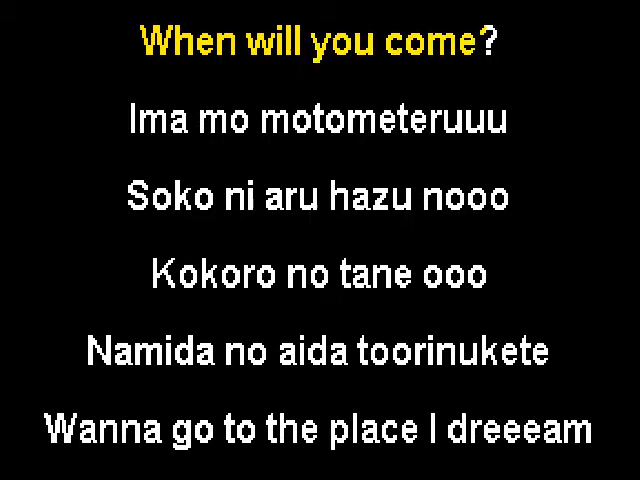 When will you come?
Ima mo motometeruuu
Soko ni aru hazu nooo
Kokoro no tane ooo
Namida no aida toorinukete
Wanna go to the place I dreeeam